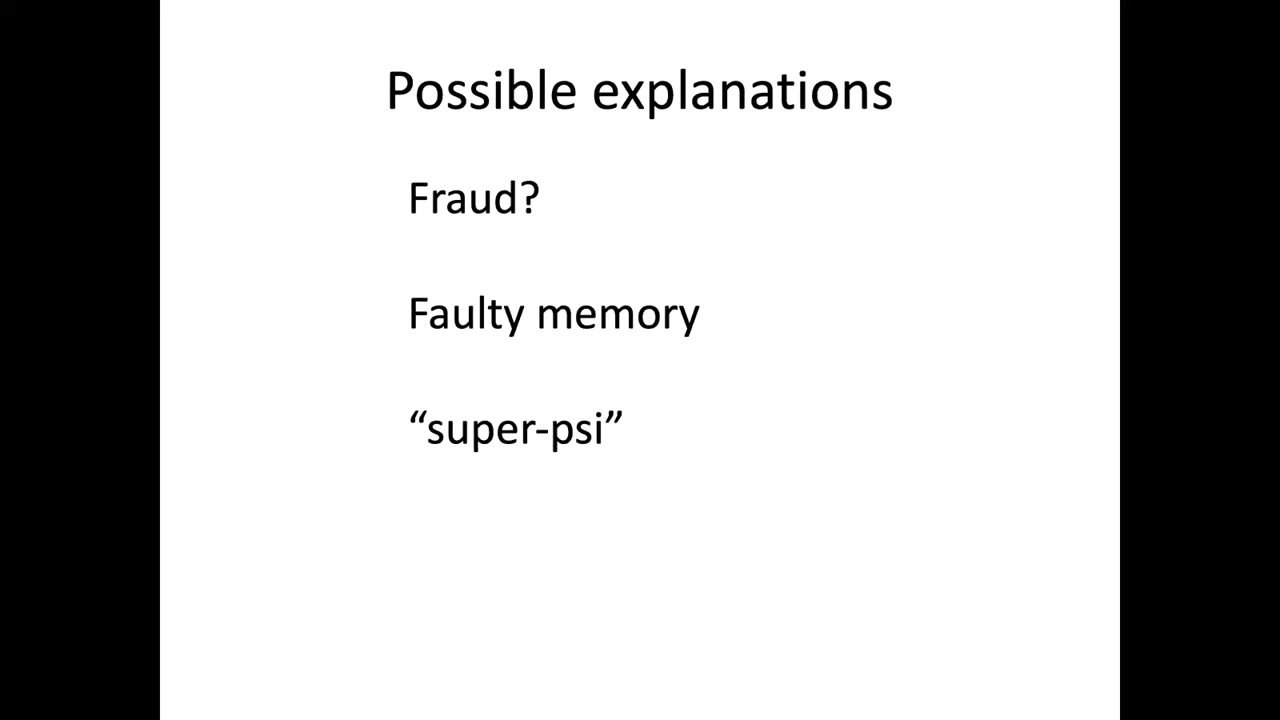 Possible explanations
Fraud?
Faulty memory
“super-psi”